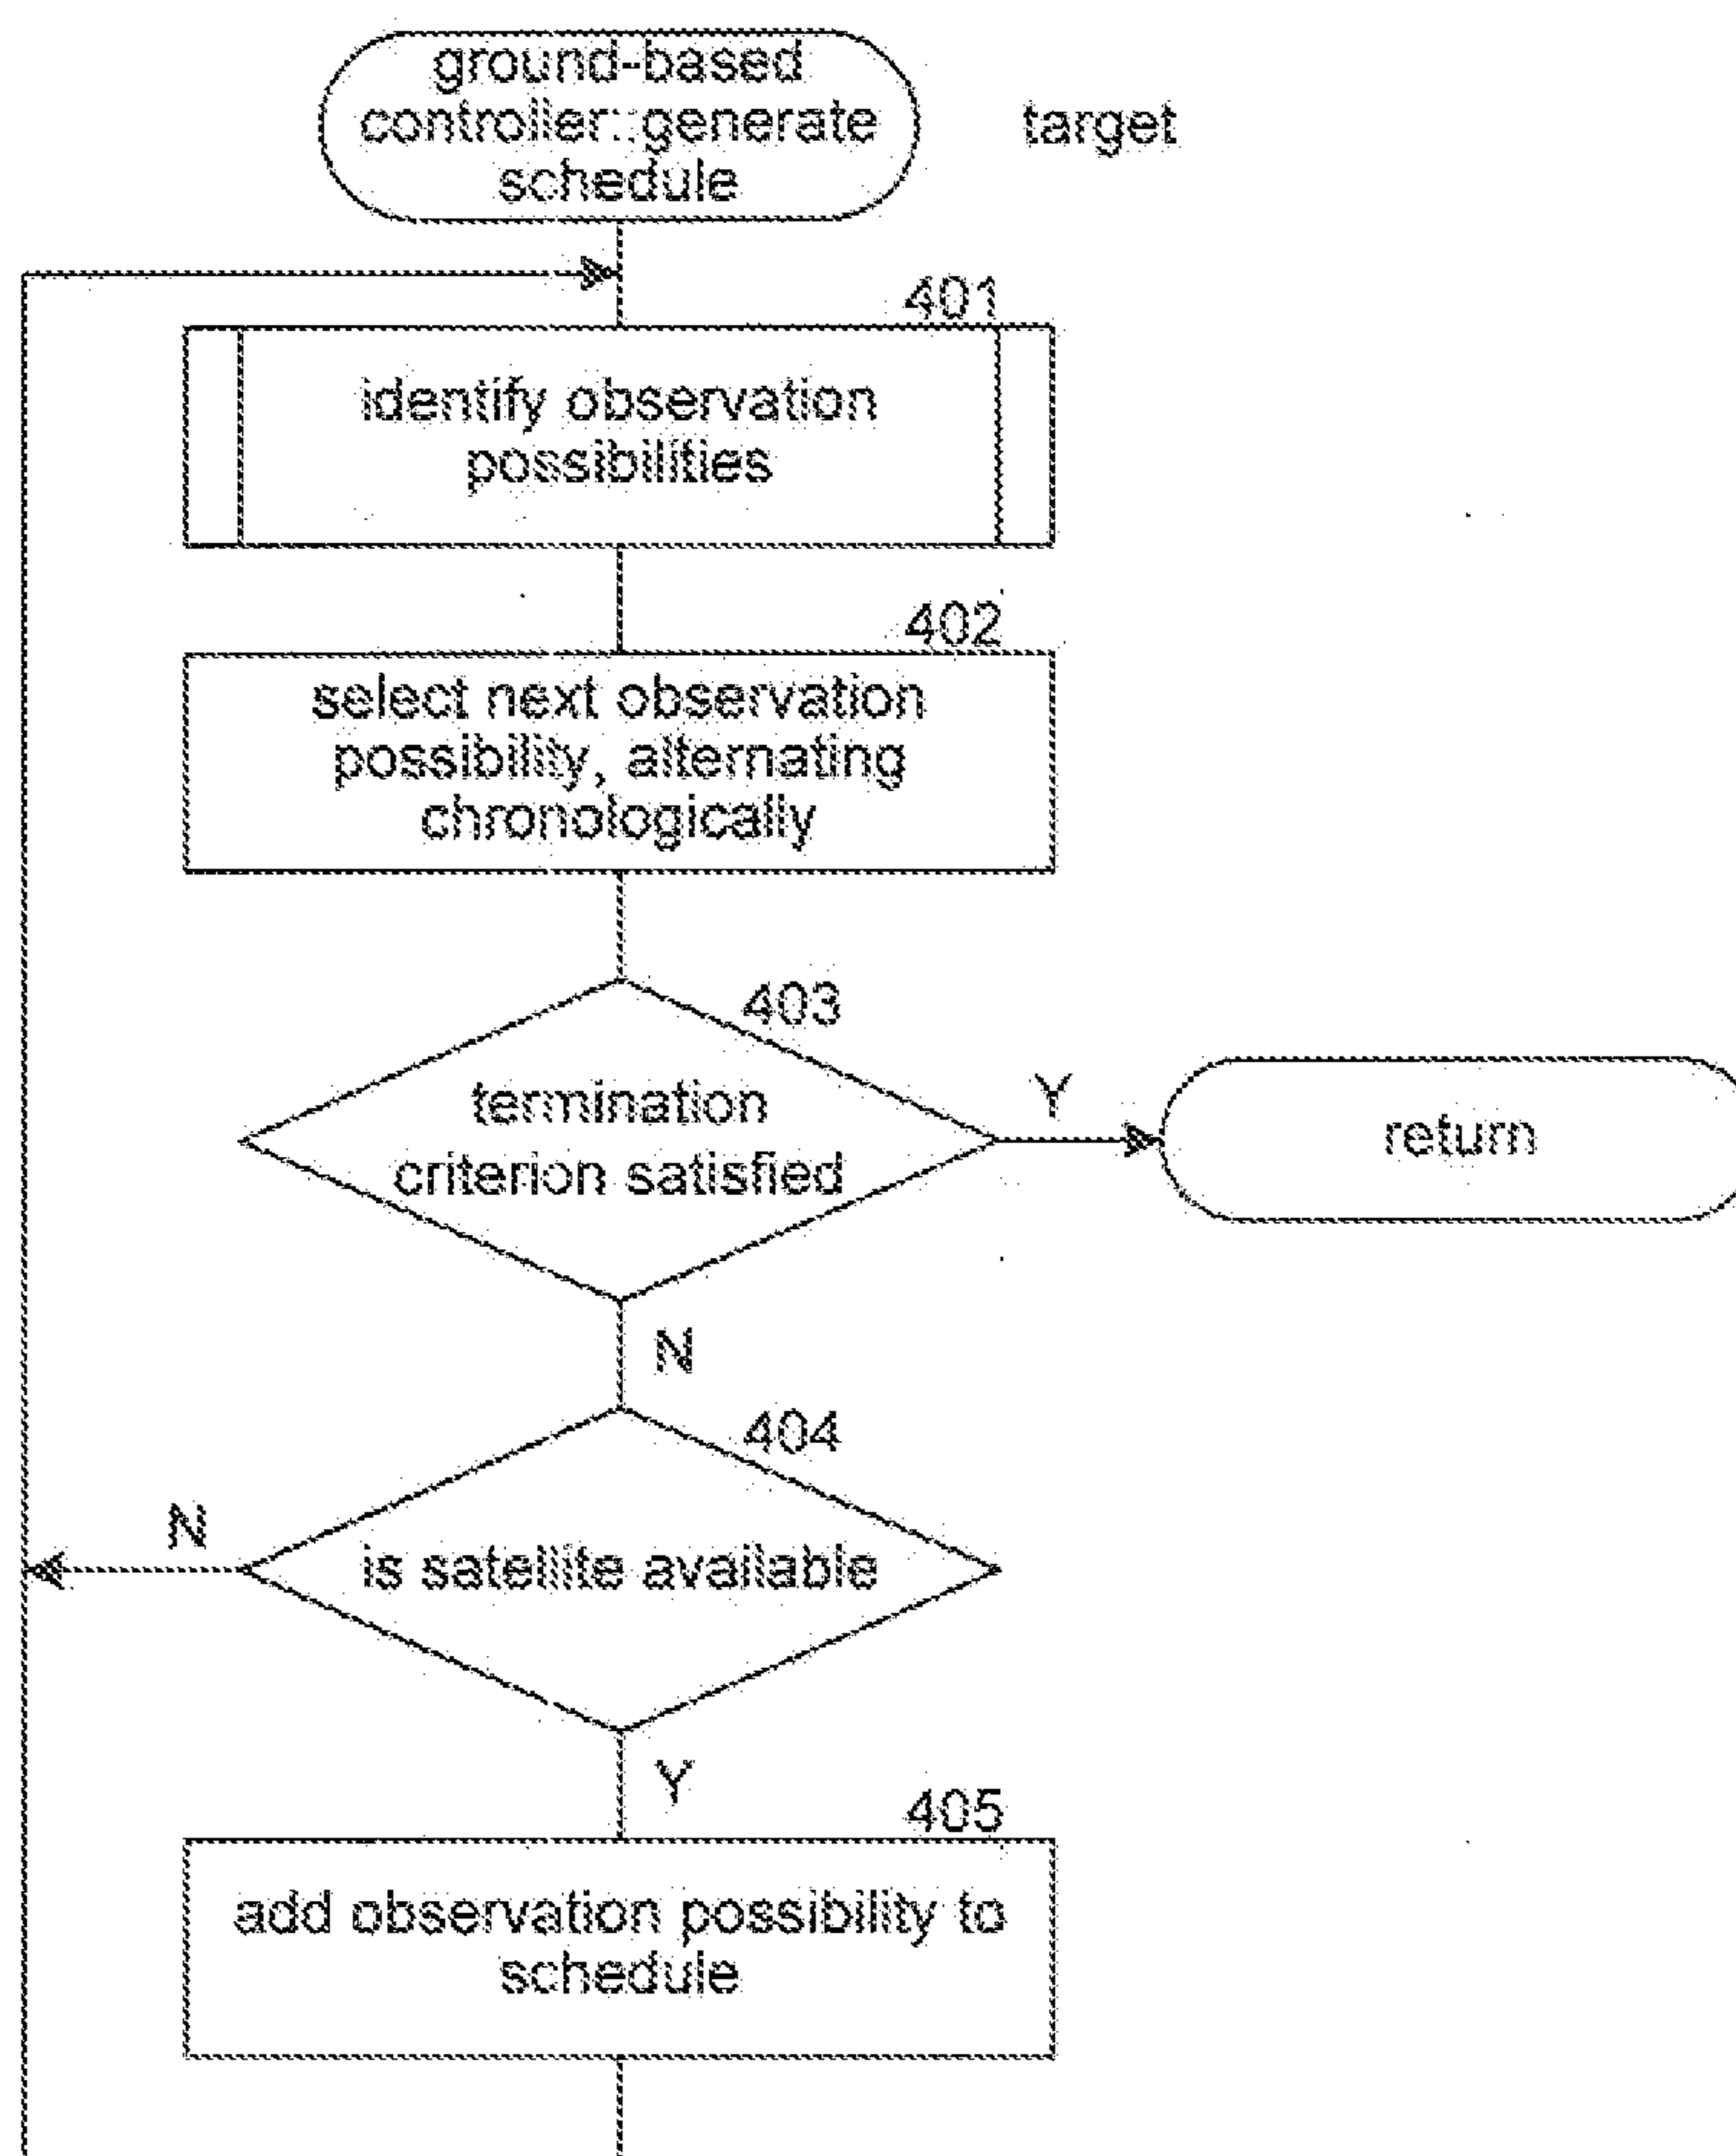 ground-based
controller::generate
schedule
target
401
identify observation
possibilities
402
select next observation
possibility, alternating
chronologically
403
termination
criterion satisfied
Y
return
N
404
N
is satellite available
Y
405
add observation possibility to
schedule